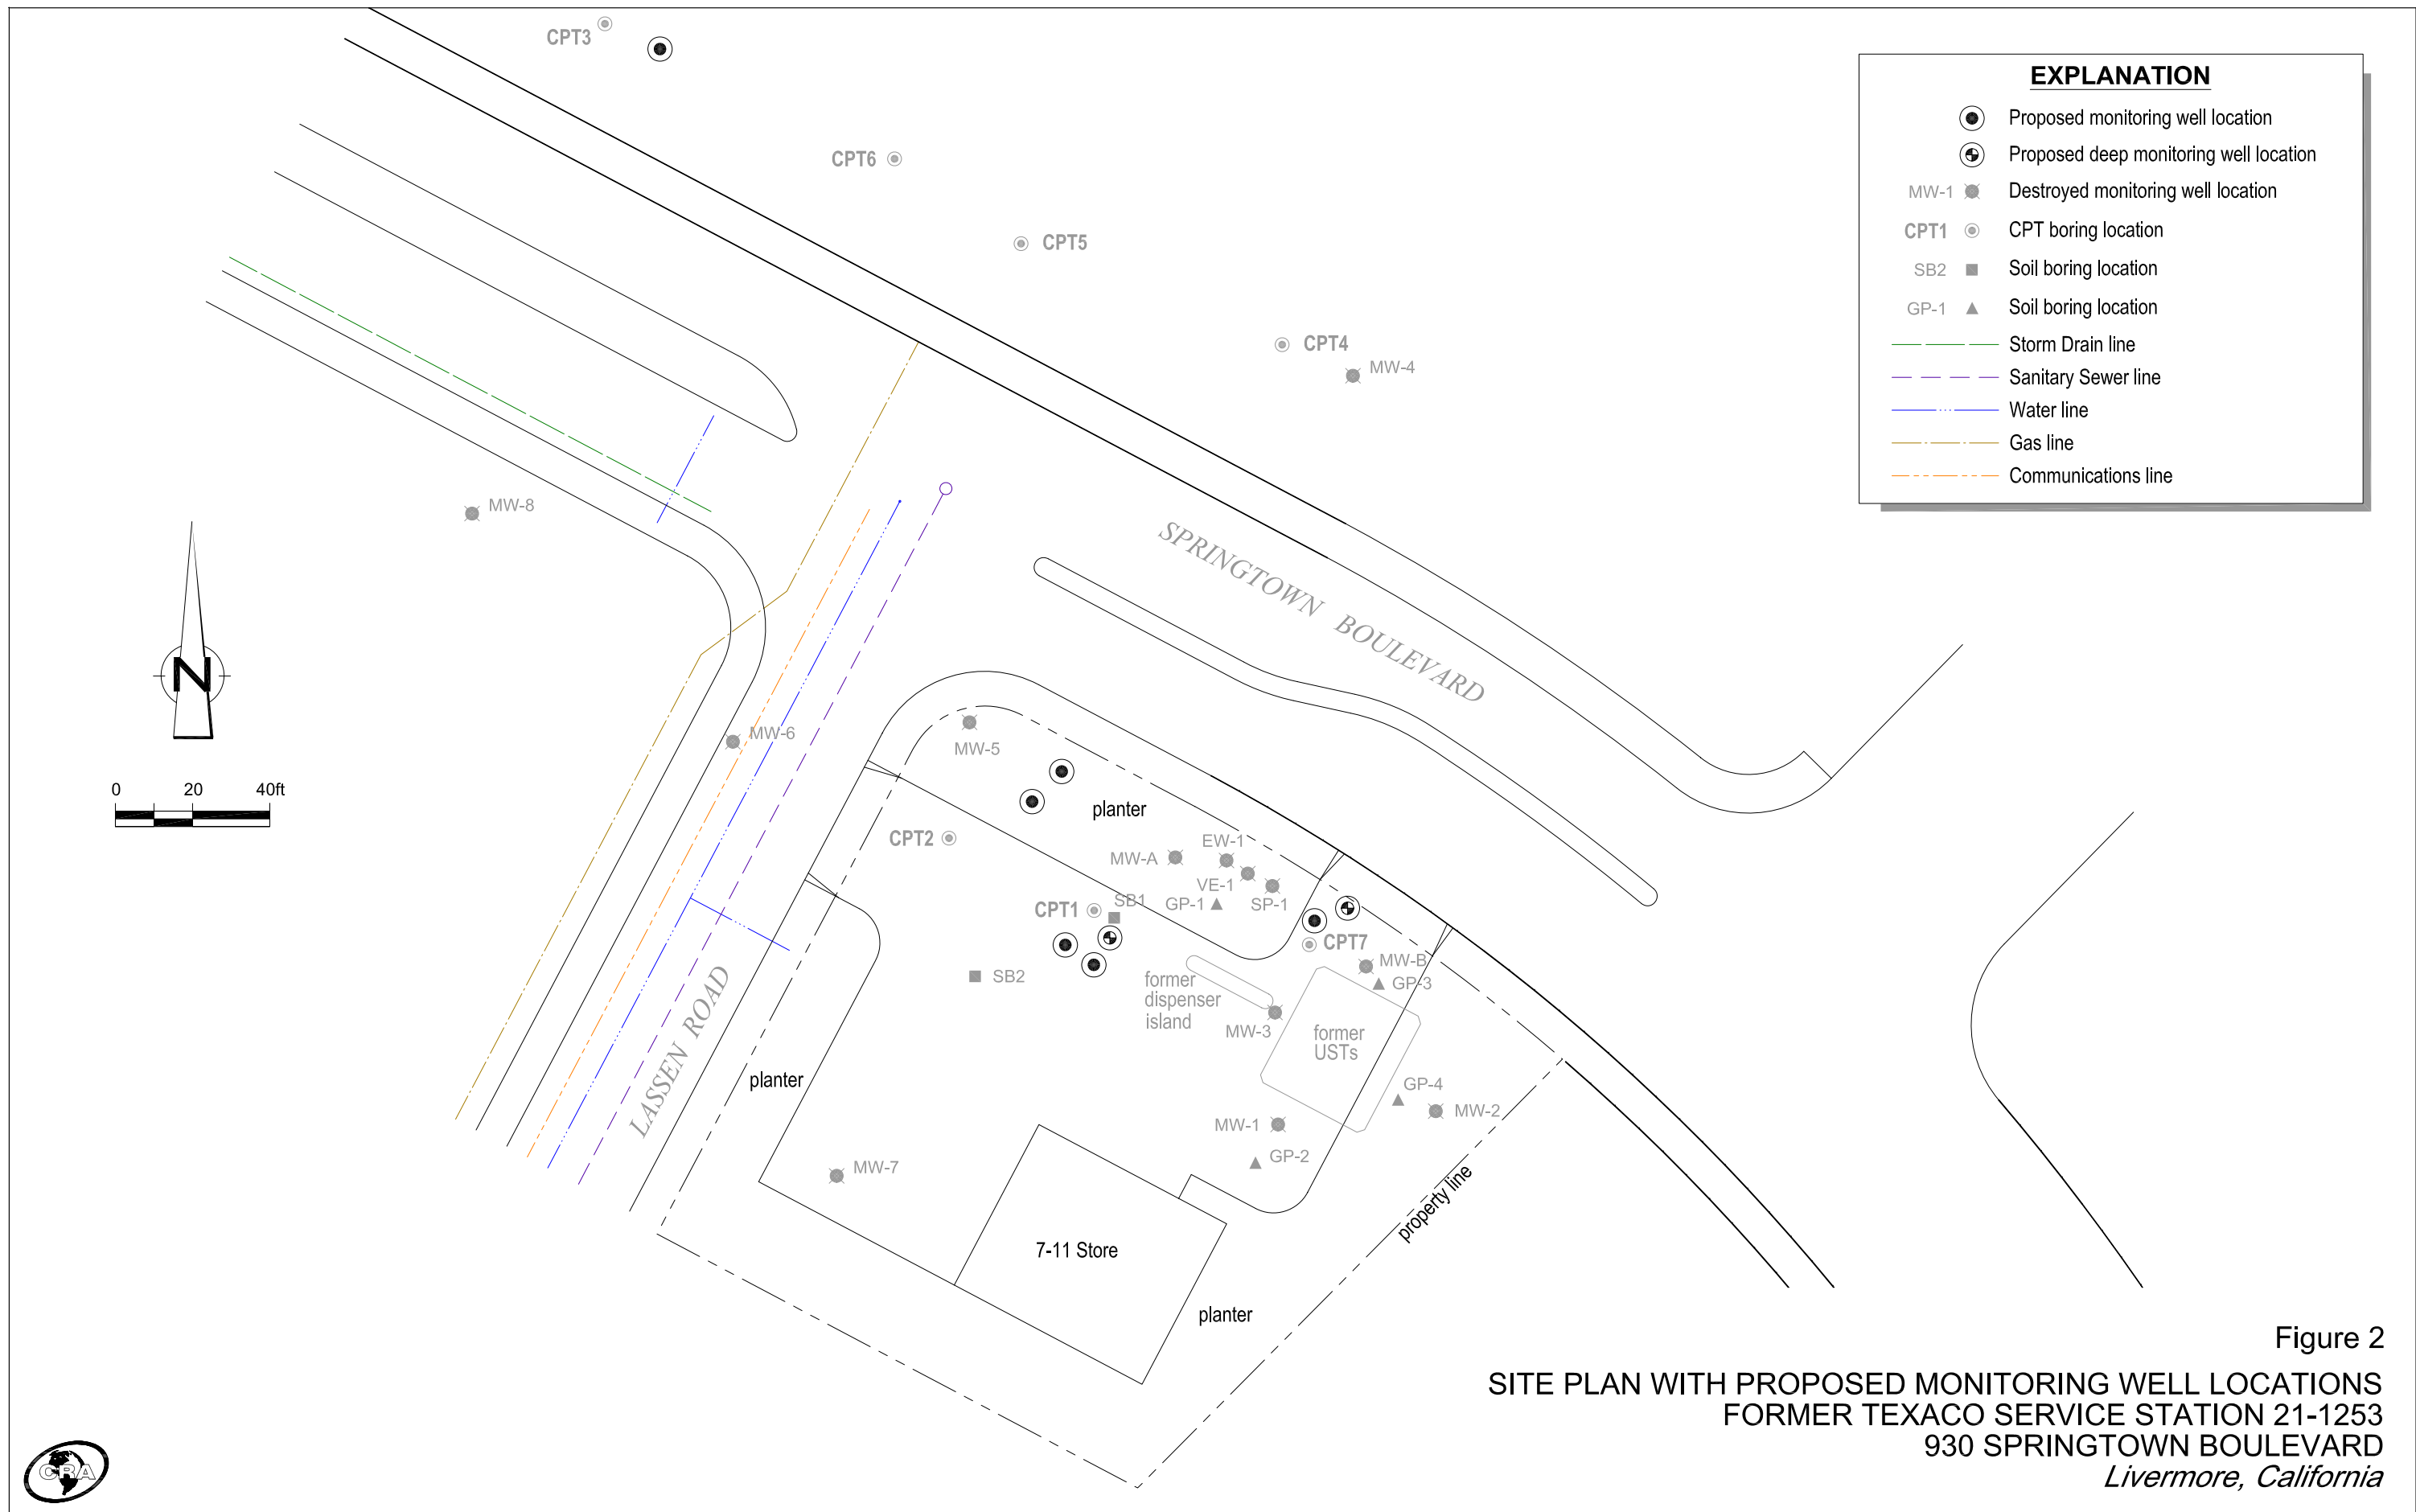 CPT3
EXPLANATION
Proposed monitoring well location
Proposed deep monitoring well location
MW-1 Destroyed monitoring well location
CPT1 CPT boring location
SB2 Soil boring location
GP-1 Soil boring location
Storm Drain line
Sanitary Sewer line
Water line
Gas line
Communications line
CPT6
CPT5
CPT4
MW-4
MW-8
SPRINGTOWN BOULEVARD
N
0 20 40ft
MW-6
MW-5
planter
CPT2
EW-1
MW-A
VE-1
GP-1
SP-1
CPT1
SB1
CPT7
SB2
MW-B
GP-3
former
dispenser
island
MW-3
former
USTs
LASSEN ROAD
planter
GP-4
MW-2
MW-1
GP-2
MW-7
property line
7-11 Store
planter
Figure 2
SITE PLAN WITH PROPOSED MONITORING WELL LOCATIONS
FORMER TEXACO SERVICE STATION 21-1253
930 SPRINGTOWN BOULEVARD
Livermore, California
CRA